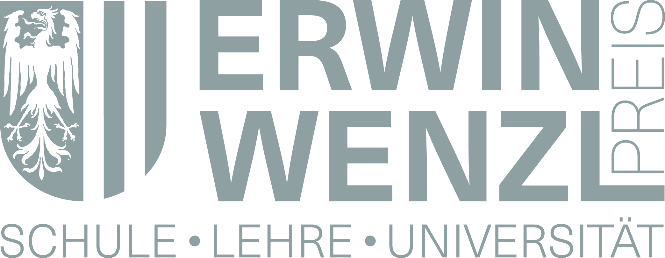 ERWIN
WENZL
PREIS
SCHULE • LEHRE • UNIVERSITÄT